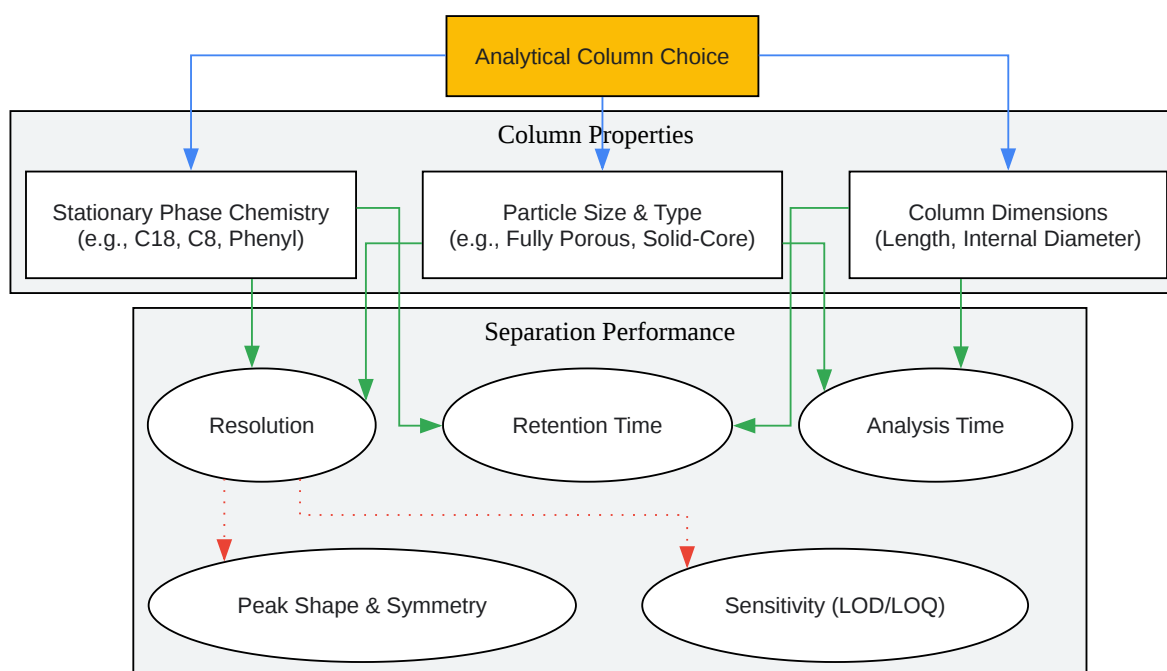 Analytical Column Choice
Column Properties
Stationary Phase Chemistry
(e.g., C18, C8, Phenyl)
Particle Size & Type
(e.g., Fully Porous, Solid-Core)
Column Dimensions
(Length, Internal Diameter)
Separation Performance
Resolution
Retention Time
Analysis Time
Peak Shape & Symmetry
Sensitivity (LOD/LOQ)